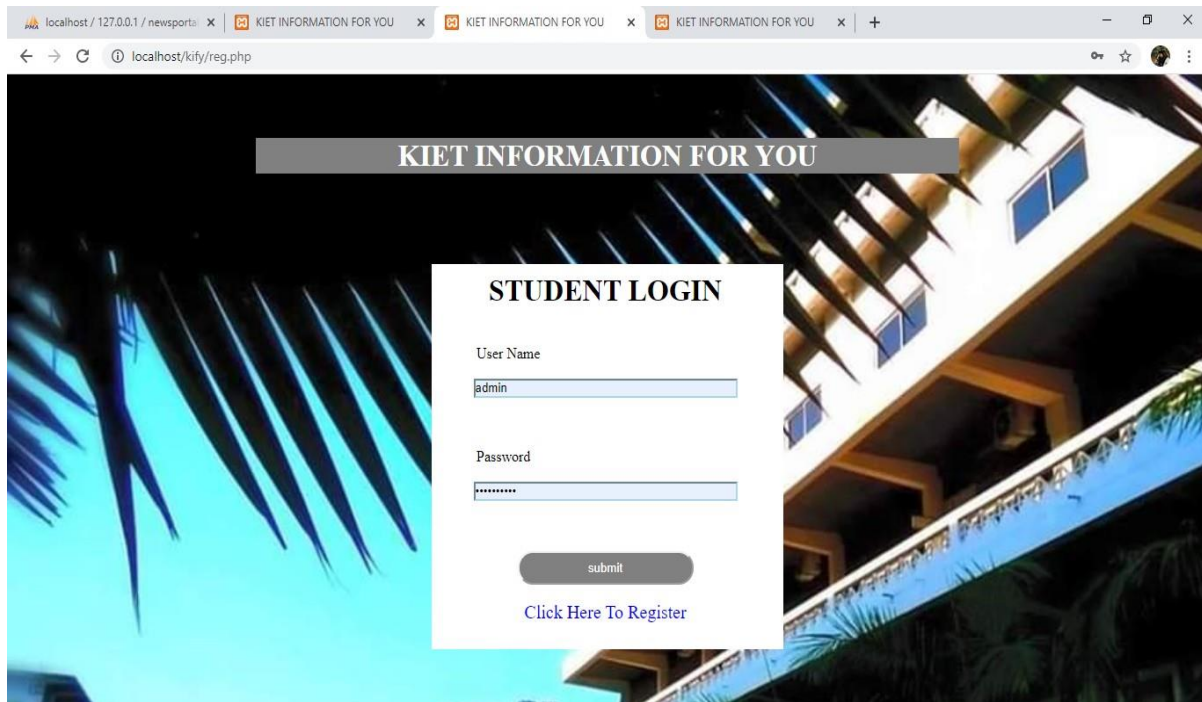 localhost / 127.0.0.1 / newsporta
KIET INFORMATION FOR YOU
KIET INFORMATION FOR YOU
KIET INFORMATION FOR YOU
localhost/kify/reg.php
KIET INFORMATION FOR YOU
STUDENT LOGIN
User Name
admin
Password
••••••••••
submit
Click Here To Register